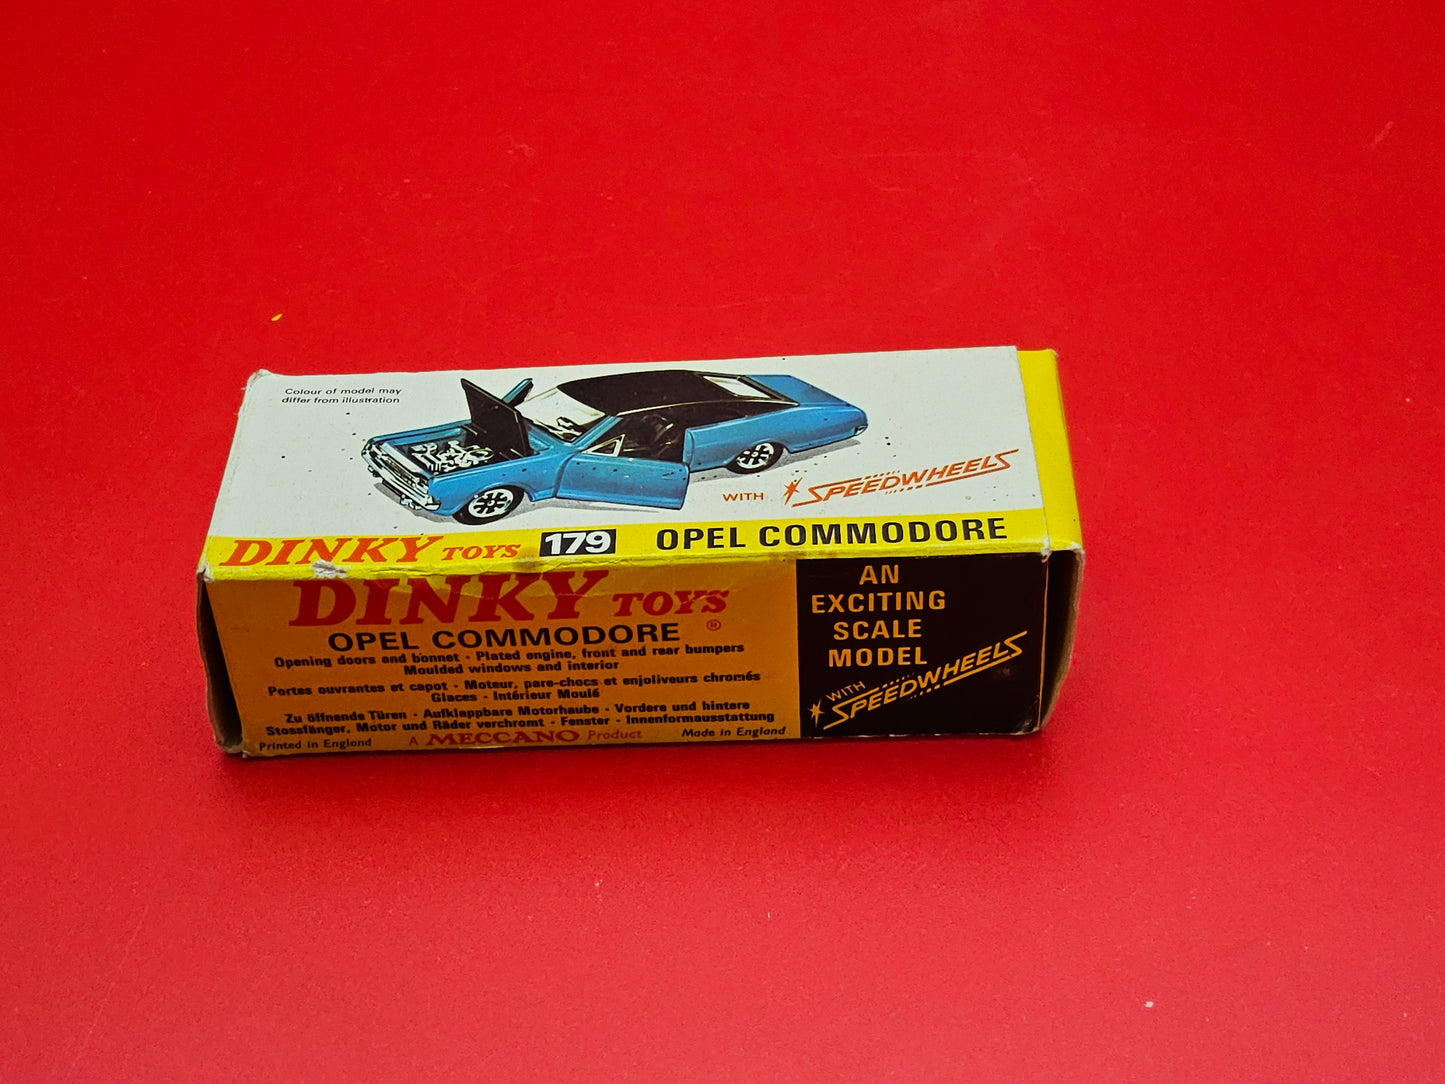 Colour of model may
differ from illustration
WITH SPEEDWHEELS
DINKY TOYS 179 OPEL COMMODORE
DINKY TOYS ®
OPEL COMMODORE
Opening doors and bonnet · Plated engine, front and rear bumpers
Moulded windows and interior
Portes ouvrantes et capot · Moteur, pare-chocs et enjoliveurs chromés
Glaces · Intérieur Moulé
Zu öffnende Türen · Aufklappbare Motorhaube · Vordere und hintere
Stossfänger, Motor und Räder verchromt · Fenster · Innenformausstattung
Printed in England A MECCANO Product Made in England
AN
EXCITING
SCALE
MODEL
WITH
SPEEDWHEELS